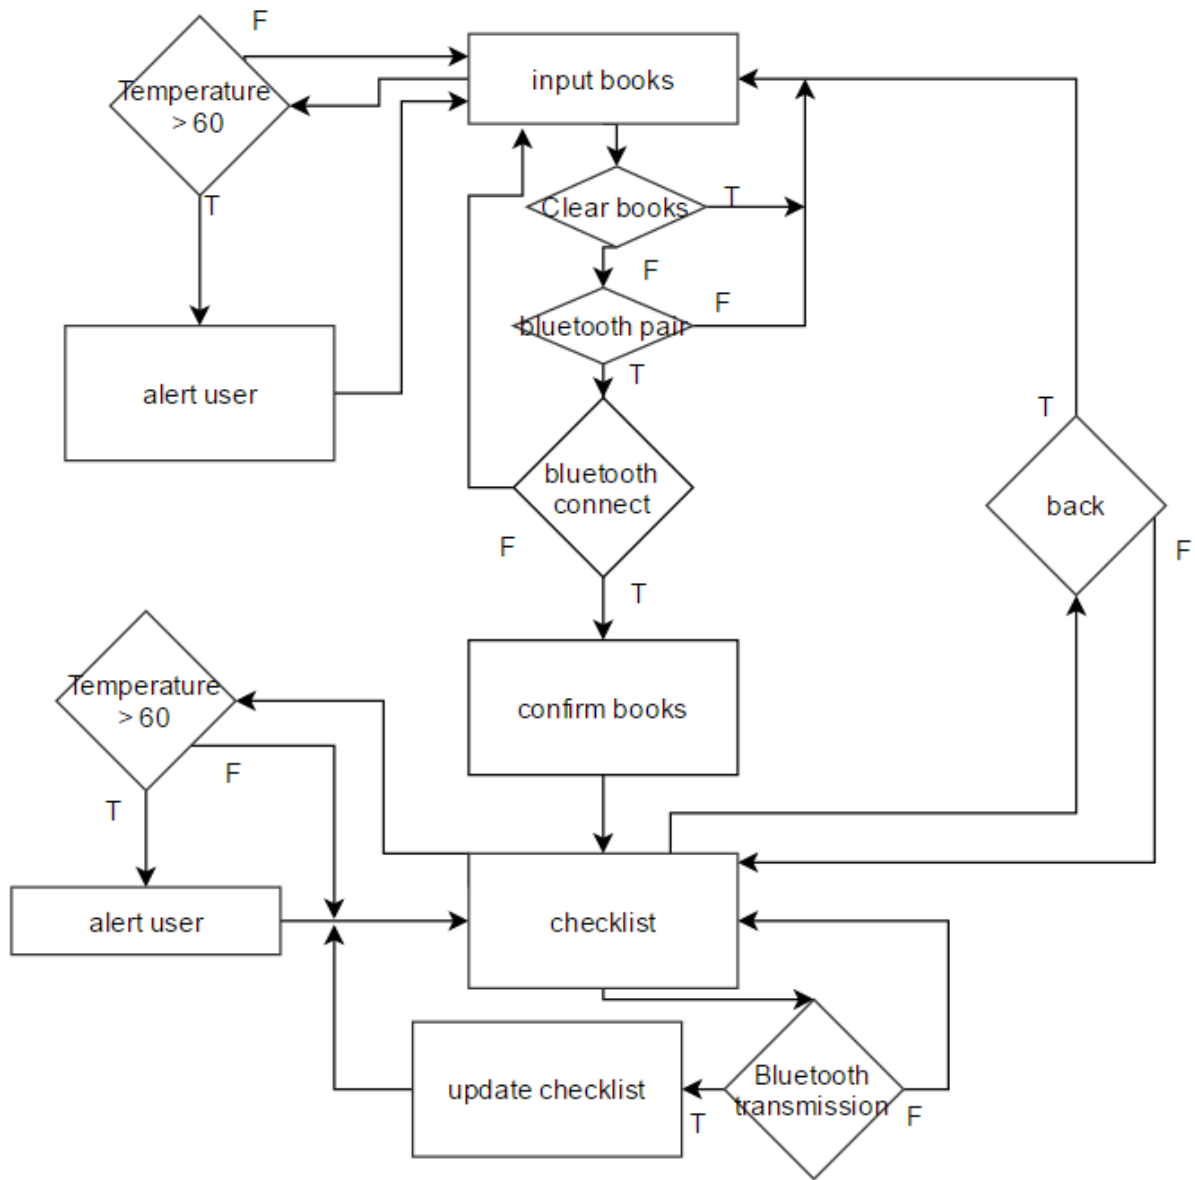 F
Temperature
> 60
input books
T
Clear books
T
F
bluetooth pair
F
T
alert user
bluetooth
connect
F
T
T
back
F
Temperature
> 60
F
T
confirm books
alert user
checklist
update checklist
T
Bluetooth
transmission
F